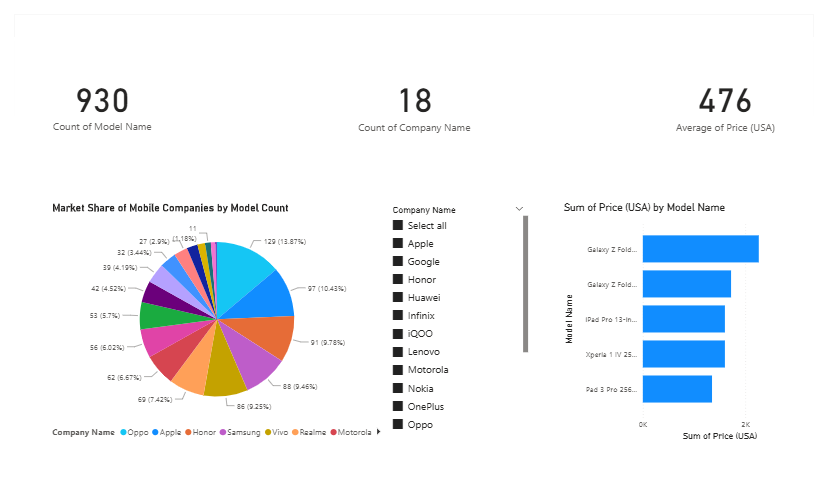 930
Count of Model Name
18
Count of Company Name
476
Average of Price (USA)
Market Share of Mobile Companies by Model Count
129 (13.87%)
97 (10.43%)
91 (9.78%)
88 (9.46%)
86 (9.25%)
69 (7.42%)
62 (6.67%)
56 (6.02%)
53 (5.7%)
42 (4.52%)
39 (4.19%)
32 (3.44%)
27 (2.9%)
11
(1.18%)
Company Name
Oppo
Apple
Honor
Samsung
Vivo
Realme
Motorola
Company Name
Select all
Apple
Google
Honor
Huawei
Infinix
iQOO
Lenovo
Motorola
Nokia
OnePlus
Oppo
Sum of Price (USA) by Model Name
Model Name
Galaxy Z Fold...
Galaxy Z Fold...
iPad Pro 13-in...
Xperia 1 IV 25...
Pad 3 Pro 256...
0K
2K
Sum of Price (USA)